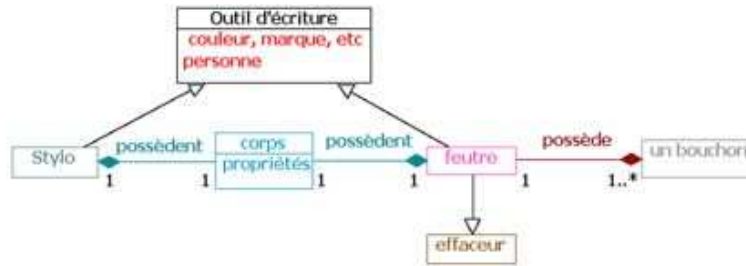 Outil d'écriture
couleur, marque, etc
personne
Stylo
possèdent
corps
propriétés
possèdent
feutre
possède
un bouchon
1
1
1
1
1
1..*
effaceur